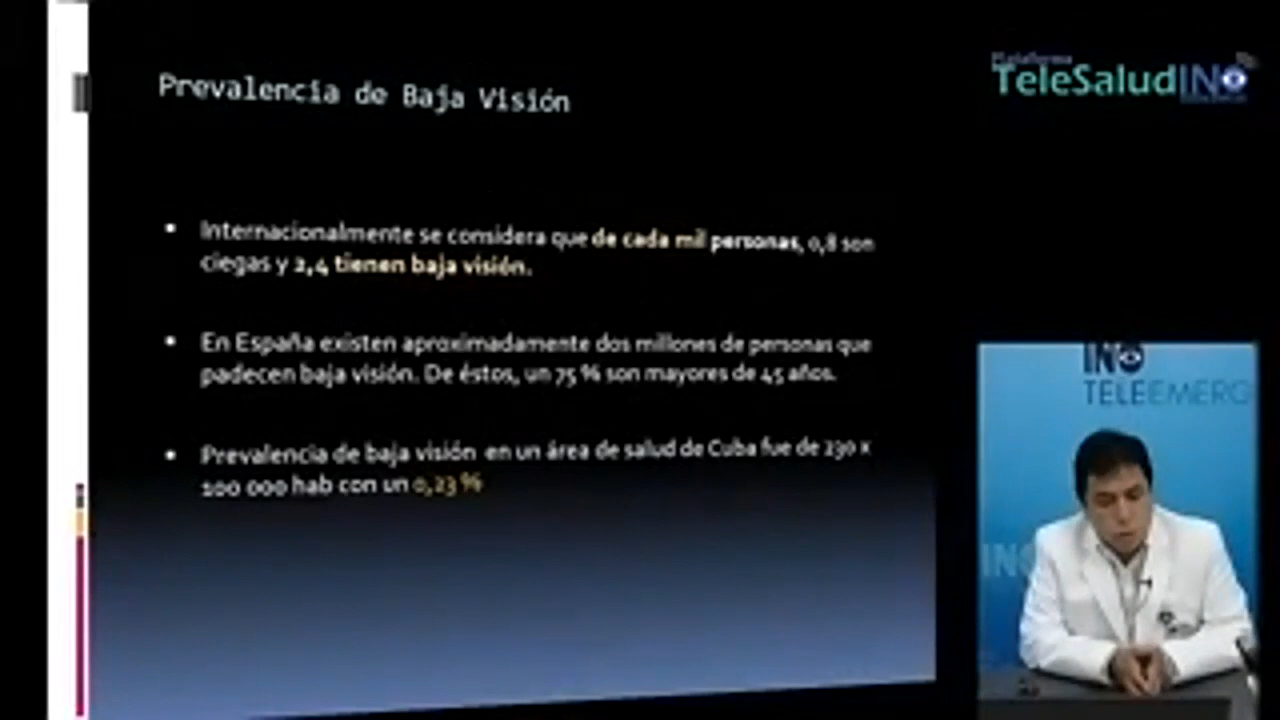 Prevalencia de Baja Visión
Plataforma
TeleSaludINO
▪ Internacionalmente se considera que de cada mil personas, 0,8 son
ciegas y 2,4 tienen baja visión.
▪ En España existen aproximadamente dos millones de personas que
padecen baja visión. De éstos, un 75 % son mayores de 45 años.
▪ Prevalencia de baja visión en un área de salud de Cuba fue de 230 x
100 000 hab con un 0,23 %
INO
TELEEMERG
INO